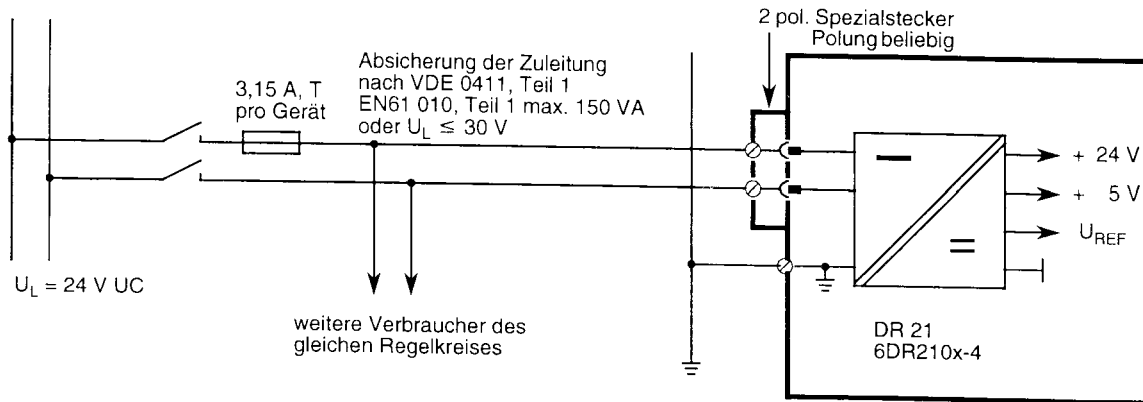 2 pol. Spezialstecker
Polung beliebig
Absicherung der Zuleitung
nach VDE 0411, Teil 1
EN61 010, Teil 1 max. 150 VA
oder U_L ≤ 30 V
3,15 A, T
pro Gerät
+ 24 V
+ 5 V
U_REF
U_L = 24 V UC
weitere Verbraucher des
gleichen Regelkreises
DR 21
6DR210x-4